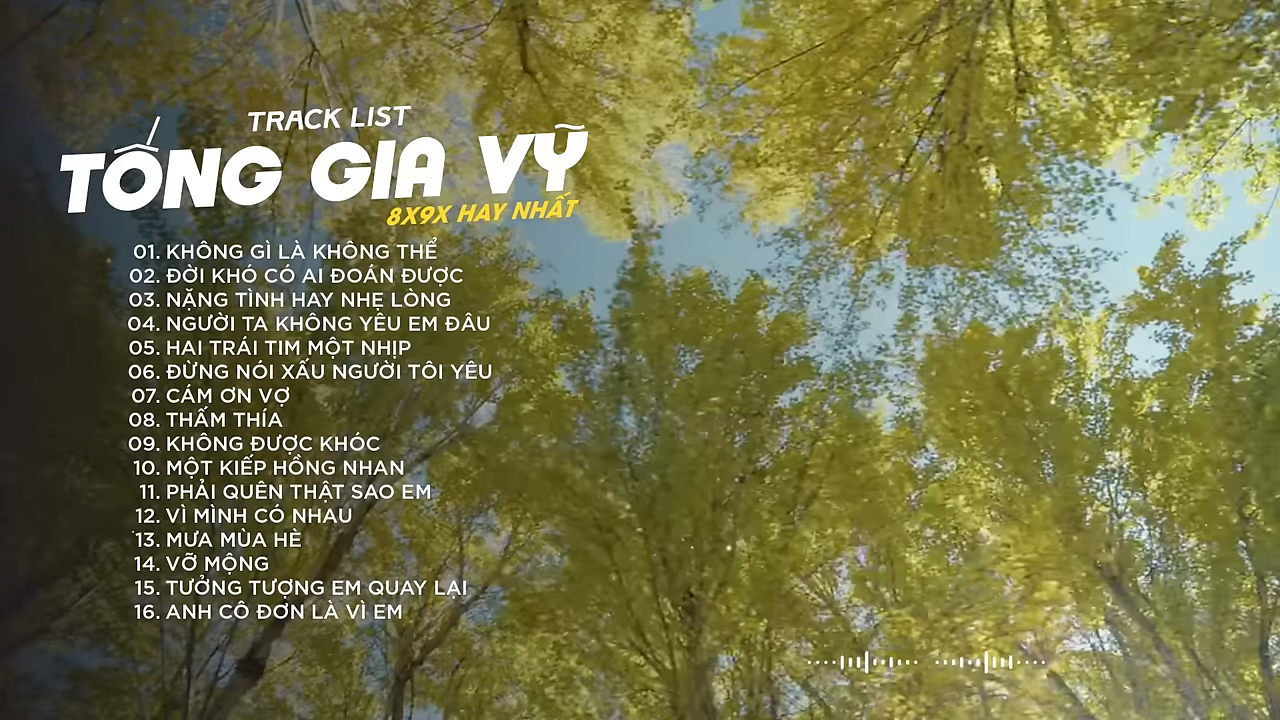 TRACK LIST
TỐNG GIA VỸ
8X9X HAY NHẤT
01. KHÔNG GÌ LÀ KHÔNG THỂ
02. ĐỜI KHÓ CÓ AI ĐOÁN ĐƯỢC
03. NẶNG TÌNH HAY NHẸ LÒNG
04. NGƯỜI TA KHÔNG YÊU EM ĐÂU
05. HAI TRÁI TIM MỘT NHỊP
06. ĐỪNG NÓI XẤU NGƯỜI TÔI YÊU
07. CÁM ƠN VỢ
08. THẤM THÍA
09. KHÔNG ĐƯỢC KHÓC
10. MỘT KIẾP HỒNG NHAN
11. PHẢI QUÊN THẬT SAO EM
12. VÌ MÌNH CÓ NHAU
13. MƯA MÙA HÈ
14. VỠ MỘNG
15. TƯỞNG TƯỢNG EM QUAY LẠI
16. ANH CÔ ĐƠN LÀ VÌ EM